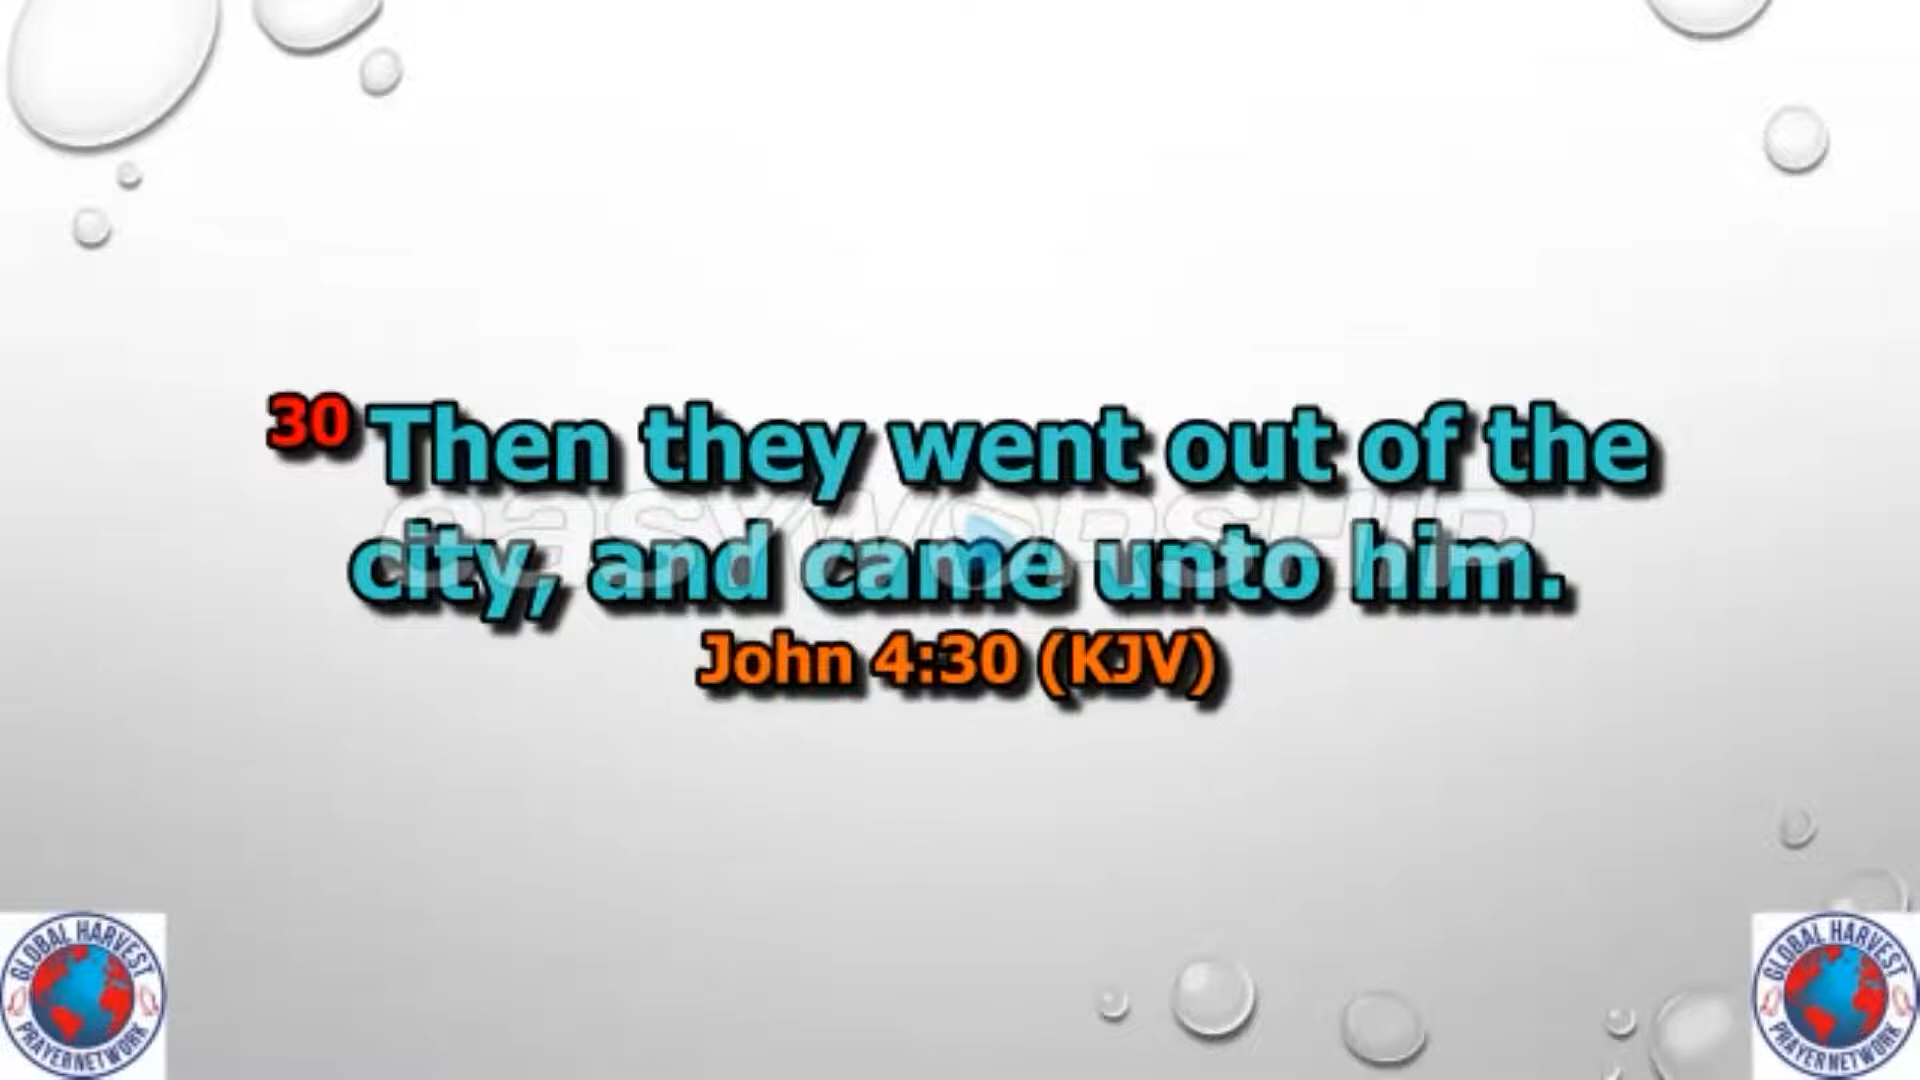 30 Then they went out of the
city, and came unto him.
easyworship
John 4:30 (KJV)
GLOBAL HARVEST
PRAYER NETWORK
GLOBAL HARVEST
PRAYER NETWORK